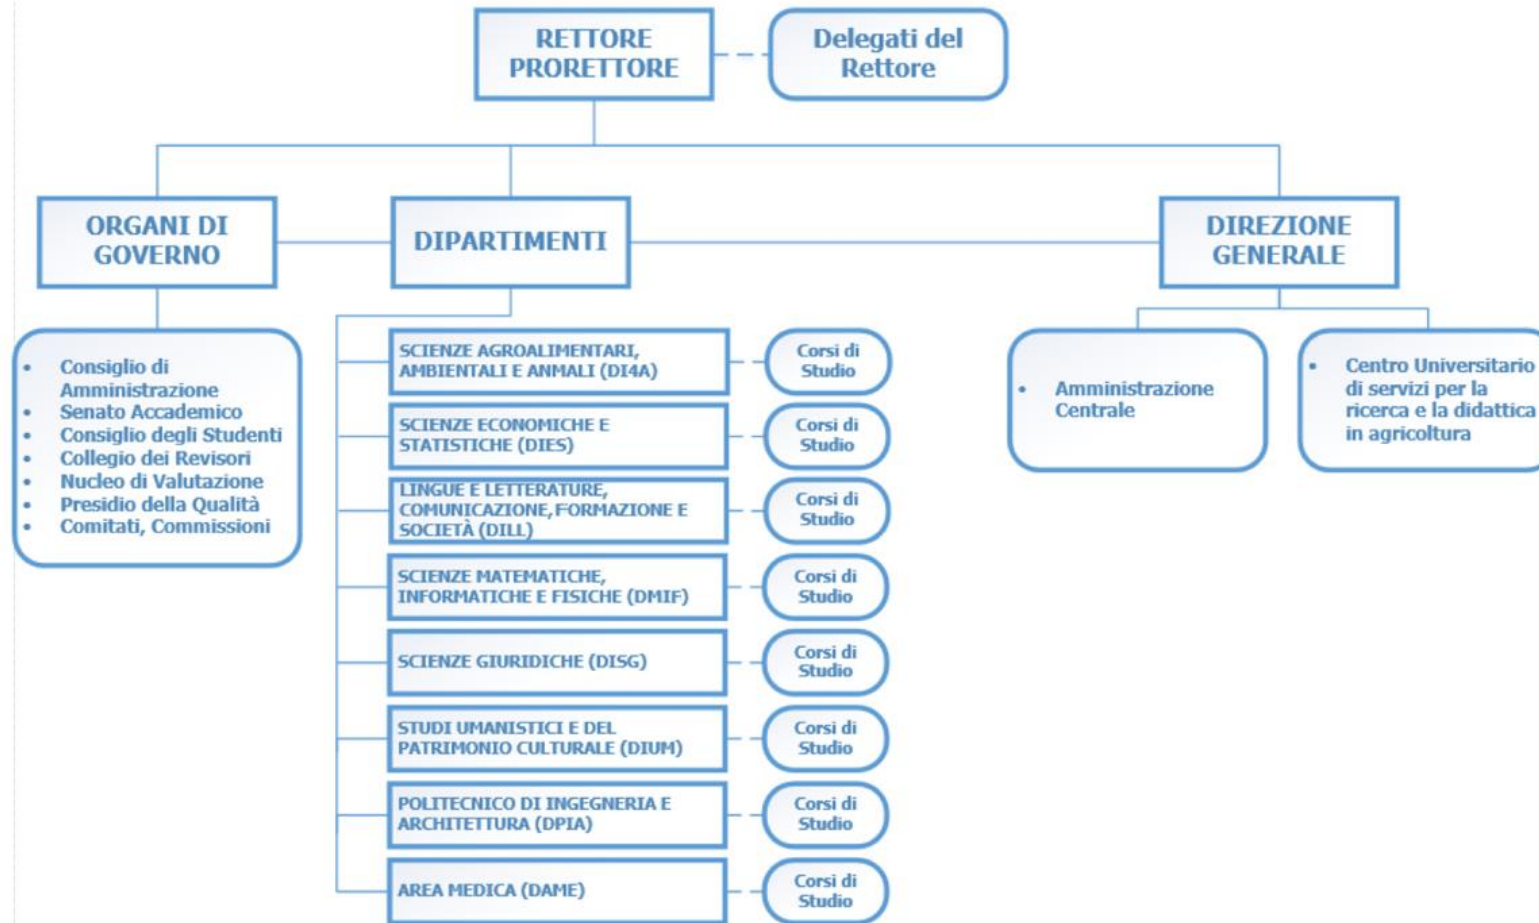 RETTORE
PRORETTORE
Delegati del
Rettore
ORGANI DI
GOVERNO
DIPARTIMENTI
DIREZIONE
GENERALE
• Consiglio di
Amministrazione
• Senato Accademico
• Consiglio degli Studenti
• Collegio dei Revisori
• Nucleo di Valutazione
• Presidio della Qualità
• Comitati, Commissioni
SCIENZE AGROALIMENTARI,
AMBIENTALI E ANMALI (DI4A)
Corsi di
Studio
SCIENZE ECONOMICHE E
STATISTICHE (DIES)
Corsi di
Studio
LINGUE E LETTERATURE,
COMUNICAZIONE, FORMAZIONE E
SOCIETÀ (DILL)
Corsi di
Studio
SCIENZE MATEMATICHE,
INFORMATICHE E FISICHE (DMIF)
Corsi di
Studio
SCIENZE GIURIDICHE (DISG)
Corsi di
Studio
STUDI UMANISTICI E DEL
PATRIMONIO CULTURALE (DIUM)
Corsi di
Studio
POLITECNICO DI INGEGNERIA E
ARCHITETTURA (DPIA)
Corsi di
Studio
AREA MEDICA (DAME)
Corsi di
Studio
• Amministrazione
Centrale
• Centro Universitario
di servizi per la
ricerca e la didattica
in agricoltura